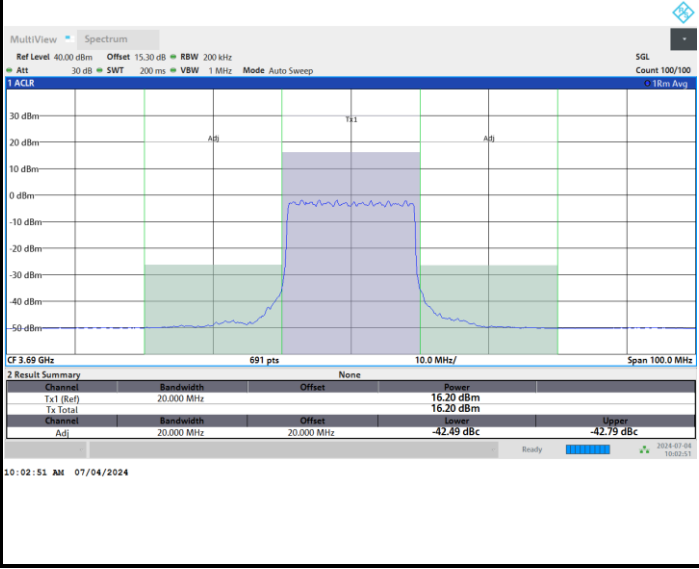 MultiView Spectrum
Ref Level 40.00 dBm Offset 15.30 dB RBW 200 kHz SGL
Att 30 dB SWT 200 ms VBW 1 MHz Mode Auto Sweep Count 100/100
1 ACLR 1Rm Avg
30 dBm
Tx1
20 dBm
Adj Adj
10 dBm
0 dBm
-10 dBm
-20 dBm
-30 dBm
-40 dBm
-50 dBm
CF 3.69 GHz 691 pts 10.0 MHz/ Span 100.0 MHz
2 Result Summary None
Channel Bandwidth Offset Power
Tx1 (Ref) 20.000 MHz 16.20 dBm
Tx Total 16.20 dBm
Channel Bandwidth Offset Lower Upper
Adj 20.000 MHz 20.000 MHz -42.49 dBc -42.79 dBc
Ready
10:02:51
10:02:51 AM 07/04/2024